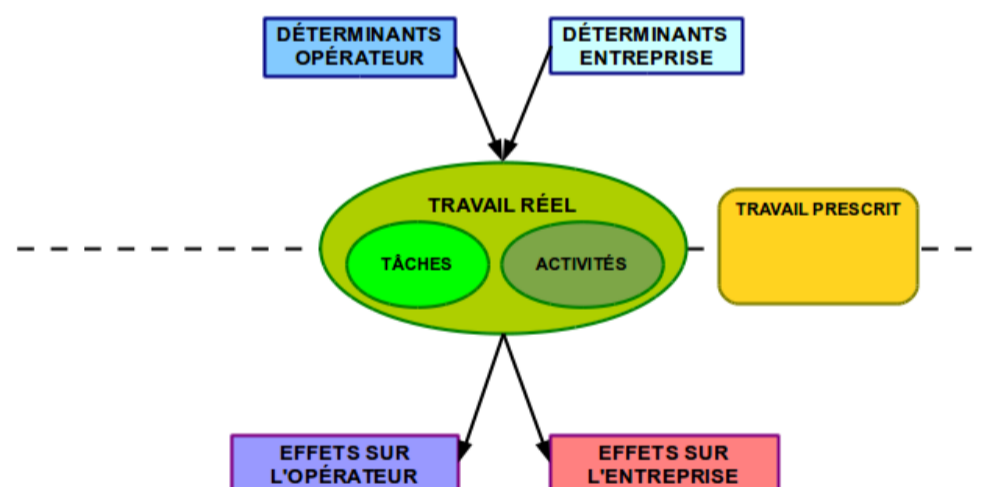 DÉTERMINANTS
OPÉRATEUR
DÉTERMINANTS
ENTREPRISE
TRAVAIL RÉEL
TÂCHES
ACTIVITÉS
TRAVAIL PRESCRIT
EFFETS SUR
L'OPÉRATEUR
EFFETS SUR
L'ENTREPRISE